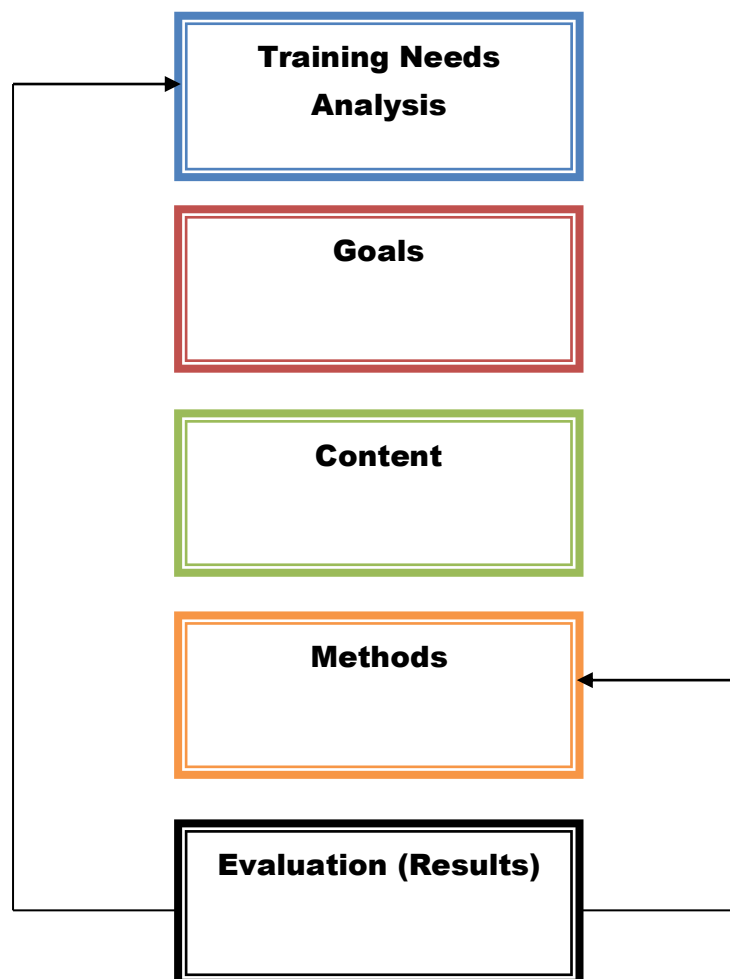 Training Needs
Analysis
Goals
Content
Methods
Evaluation (Results)